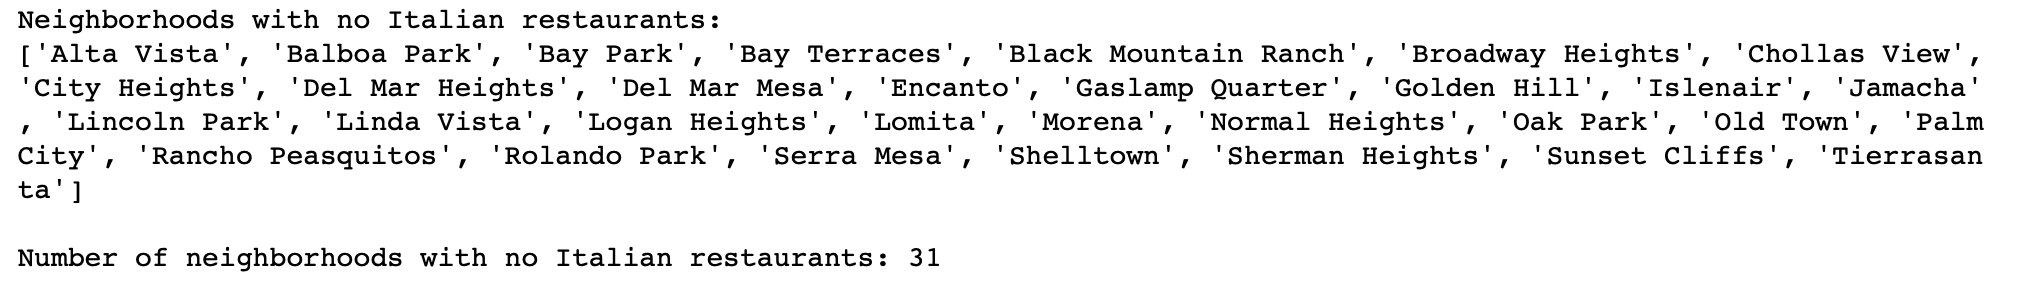 Neighborhoods with no Italian restaurants:
['Alta Vista', 'Balboa Park', 'Bay Park', 'Bay Terraces', 'Black Mountain Ranch', 'Broadway Heights', 'Chollas View',
'City Heights', 'Del Mar Heights', 'Del Mar Mesa', 'Encanto', 'Gaslamp Quarter', 'Golden Hill', 'Islenair', 'Jamacha'
, 'Lincoln Park', 'Linda Vista', 'Logan Heights', 'Lomita', 'Morena', 'Normal Heights', 'Oak Park', 'Old Town', 'Palm
City', 'Rancho Peasquitos', 'Rolando Park', 'Serra Mesa', 'Shelltown', 'Sherman Heights', 'Sunset Cliffs', 'Tierrasan
ta']
Number of neighborhoods with no Italian restaurants: 31